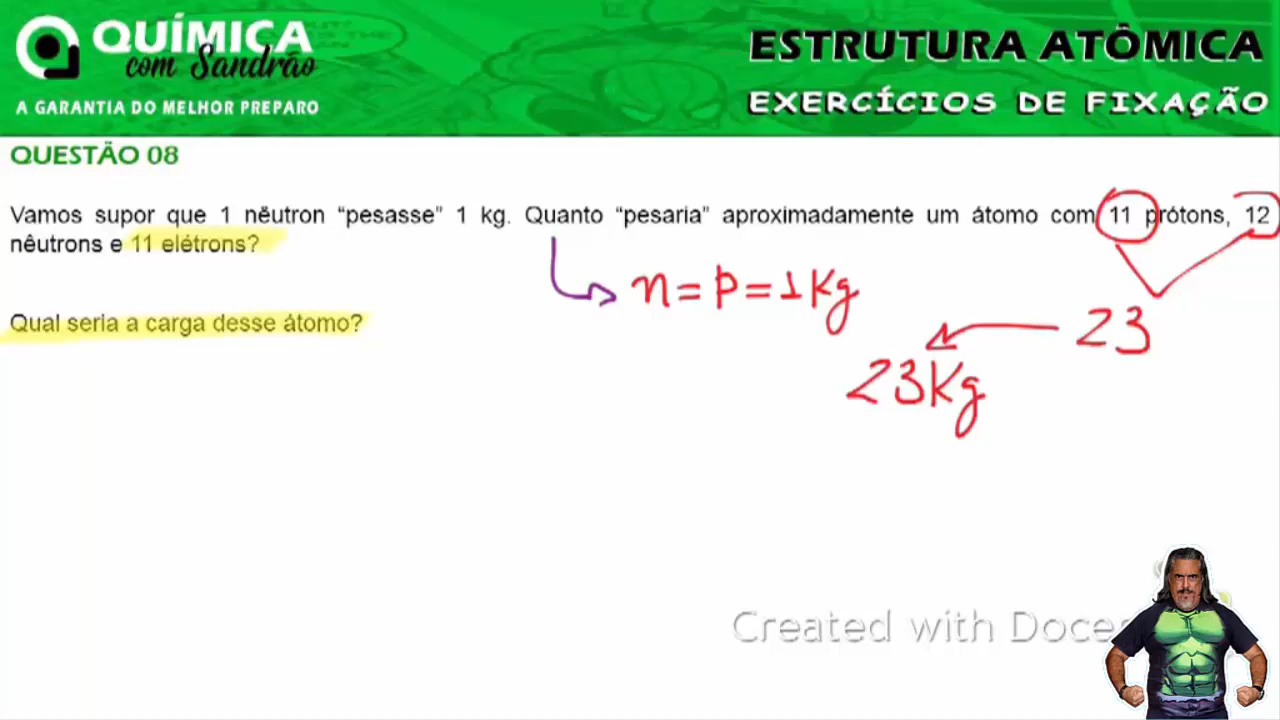 QUÍMICA
com Sandrão
A GARANTIA DO MELHOR PREPARO
ESTRUTURA ATÔMICA
EXERCÍCIOS DE FIXAÇÃO
QUESTÃO 08
Vamos supor que 1 nêutron “pesasse” 1 kg. Quanto “pesaria” aproximadamente um átomo com 11 prótons, 12
nêutrons e 11 elétrons?
n = p = 1 Kg
Qual seria a carga desse átomo?
23
23 Kg
Created with